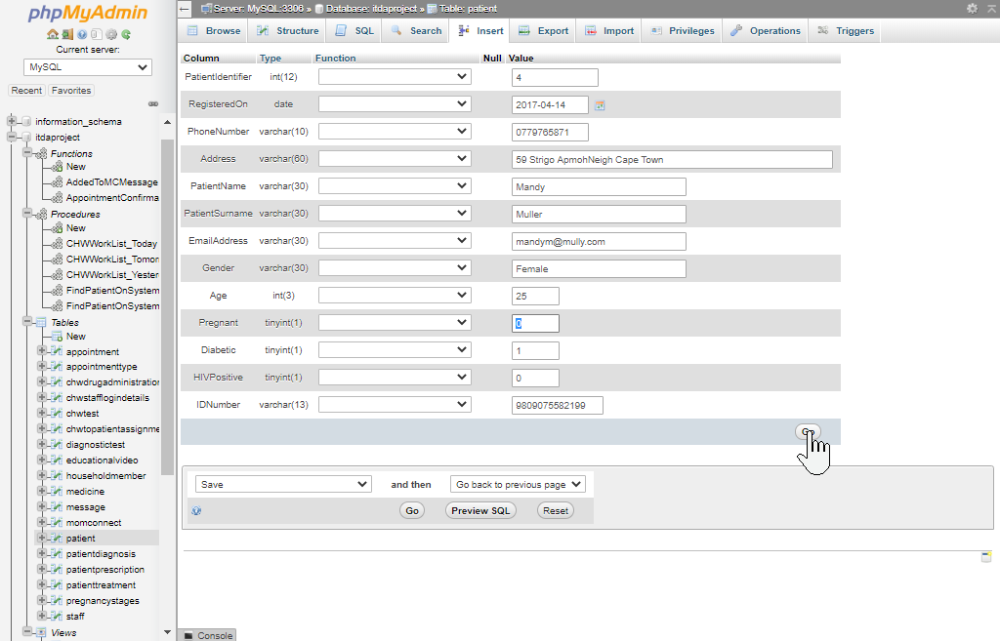 phpMyAdmin
Current server:
MySQL
Recent Favorites
information_schema
itdaproject
Functions
New
AddedToMCMessage
AppointmentConfirma
Procedures
New
CHWWorkList_Today
CHWWorkList_Tomor
CHWWorkList_Yester
FindPatientOnSystem
FindPatientOnSystem
Tables
New
appointment
appointmenttype
chwdrugadministration
chwstafflogindetails
chwtest
chwtopatientassignme
diagnostictest
educationalvideo
householdmember
medicine
message
momconnect
patient
patientdiagnosis
patientprescription
patienttreatment
pregnancystages
staff
Views
Server: MySQL:3306 » Database: itdaproject » Table: patient
Browse Structure SQL Search Insert Export Import Privileges Operations Triggers
Column Type Function Null Value
PatientIdentifier int(12) 4
RegisteredOn date 2017-04-14
PhoneNumber varchar(10) 0779765871
Address varchar(60) 59 Strigo ApmohNeigh Cape Town
PatientName varchar(30) Mandy
PatientSurname varchar(30) Muller
EmailAddress varchar(30) mandym@mully.com
Gender varchar(30) Female
Age int(3) 25
Pregnant tinyint(1) 0
Diabetic tinyint(1) 1
HIVPositive tinyint(1) 0
IDNumber varchar(13) 9809075582199
Go
Save and then Go back to previous page
Go Preview SQL Reset
Console